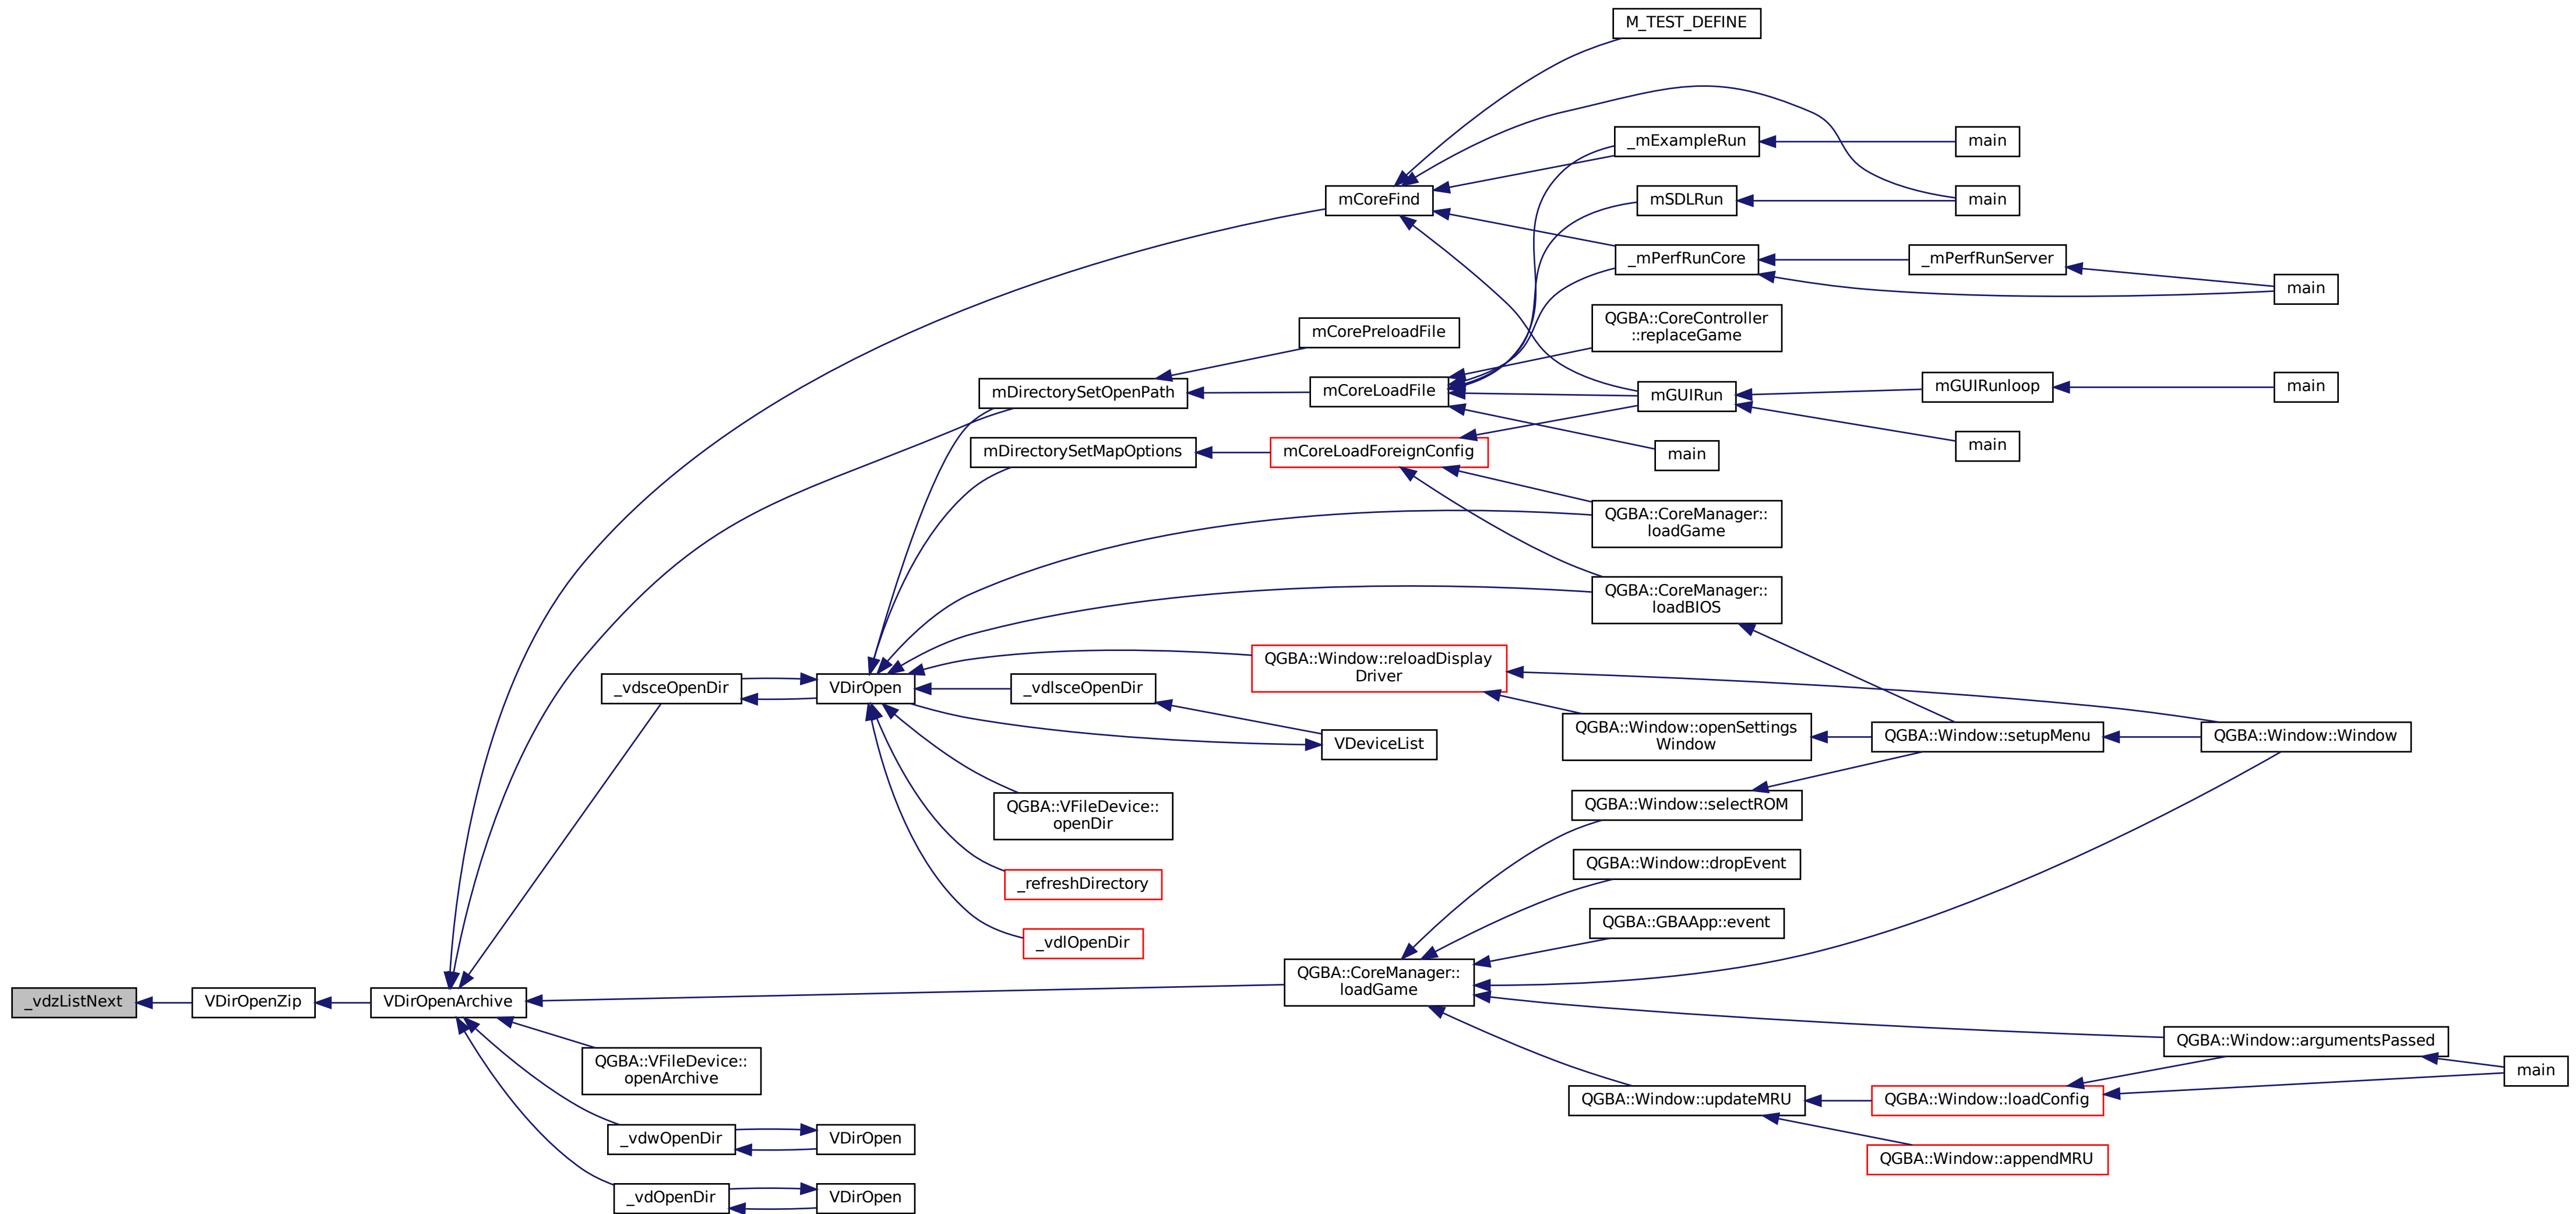 M_TEST_DEFINE
_mExampleRun
main
mCoreFind
mSDLRun
main
_mPerfRunCore
_mPerfRunServer
main
mCorePreloadFile
QGBA::CoreController
::replaceGame
mDirectorySetOpenPath
mCoreLoadFile
mGUIRun
mGUIRunloop
main
main
mDirectorySetMapOptions
mCoreLoadForeignConfig
main
QGBA::CoreManager::
loadGame
QGBA::CoreManager::
loadBIOS
_vdsceOpenDir
VDirOpen
QGBA::Window::reloadDisplay
Driver
_vdlsceOpenDir
VDeviceList
QGBA::Window::openSettings
Window
QGBA::Window::setupMenu
QGBA::Window::Window
QGBA::VFileDevice::
openDir
QGBA::Window::selectROM
QGBA::Window::dropEvent
_refreshDirectory
QGBA::GBAApp::event
_vdlOpenDir
_vdzListNext
VDirOpenZip
VDirOpenArchive
QGBA::CoreManager::
loadGame
QGBA::Window::argumentsPassed
main
QGBA::VFileDevice::
openArchive
QGBA::Window::updateMRU
QGBA::Window::loadConfig
_vdwOpenDir
VDirOpen
QGBA::Window::appendMRU
_vdOpenDir
VDirOpen